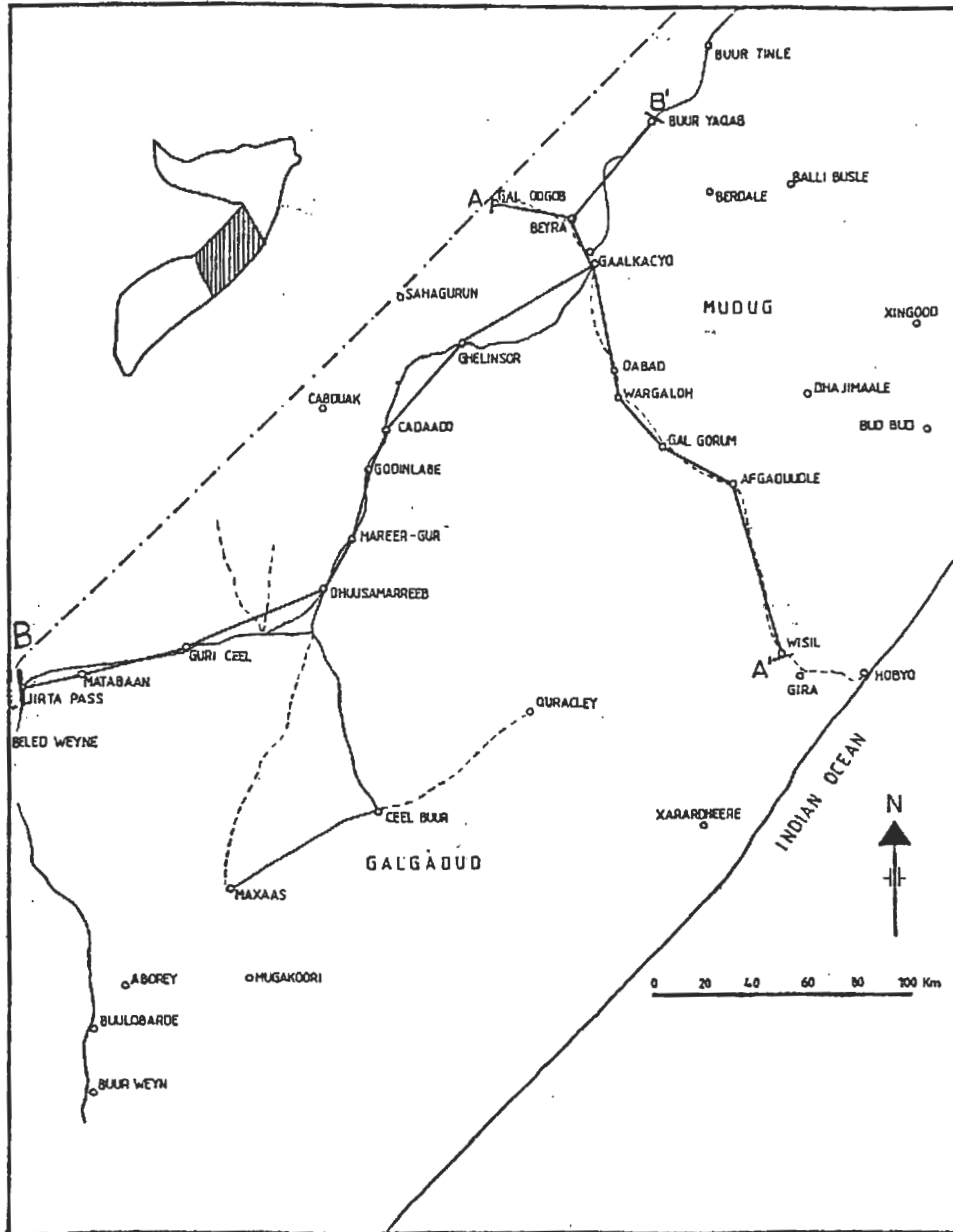 BUUR TINLE
B'
BUUR YAQAB
BALLI BUSLE
BERDALE
A
GAL ODGOB
BEYRA
GAALKACYO
SAHAGURUN
MUDUG
XINGOOD
GHELINSOR
DABAD
WARGALOH
DHAJIMAALE
CABDUAK
CADAADO
GAL GORUM
BUD BUD
GODINLABE
AFGADUUDLE
MAREER-GUR
DHUUSAMARREEB
B
GURI CEEL
WISIL
MATABAAN
A'
GIRA
HOBYO
JIRTA PASS
QURACLEY
BELED WEYNE
INDIAN OCEAN
CEEL BUUR
XARARDHEERE
N
GALGADUD
MAXAAS
ABOREY
MUGAKOORI
0 20 40 60 80 100 Km
BUULOBARDE
BUUR WEYN